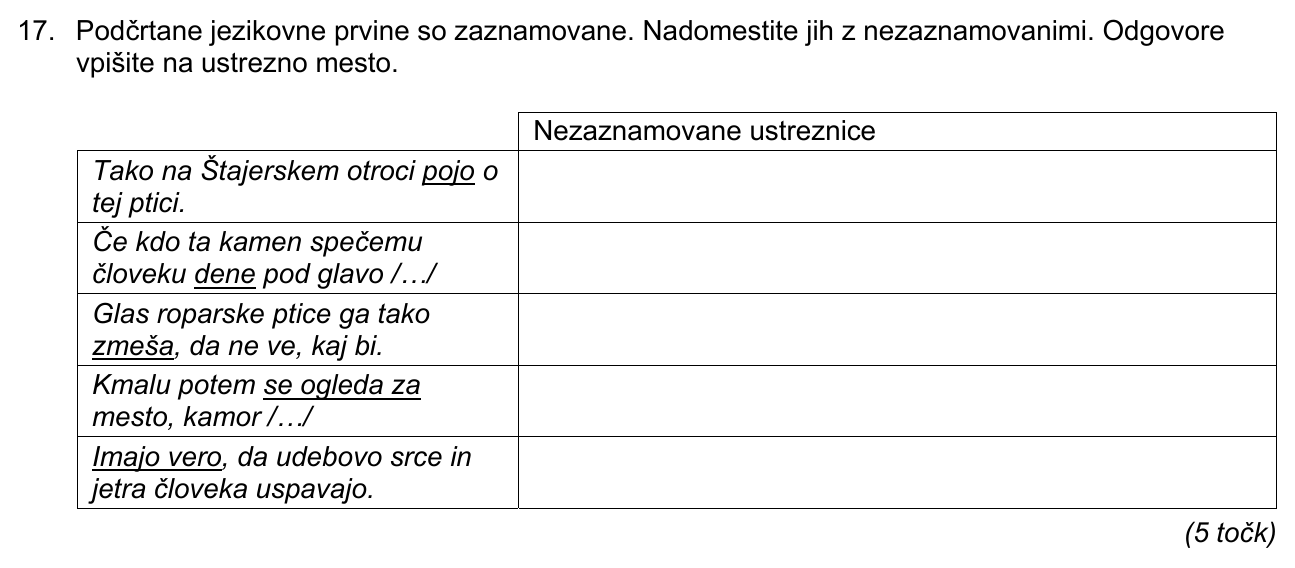 17. Podčrtane jezikovne prvine so zaznamovane. Nadomestite jih z nezaznamovanimi. Odgovore
vpišite na ustrezno mesto.
Nezaznamovane ustreznice
Tako na Štajerskem otroci pojo o
tej ptici.
Če kdo ta kamen spečemu
človeku dene pod glavo /…/
Glas roparske ptice ga tako
zmeša, da ne ve, kaj bi.
Kmalu potem se ogleda za
mesto, kamor /…/
Imajo vero, da udebovo srce in
jetra človeka uspavajo.
(5 točk)